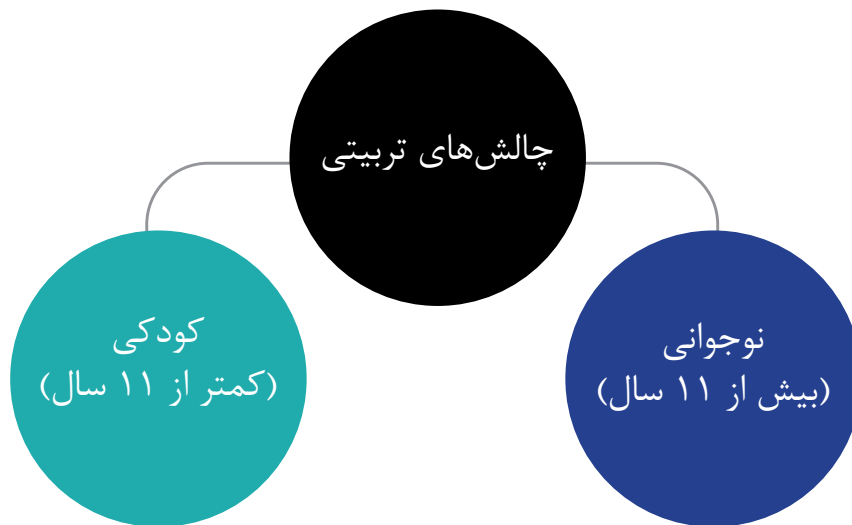 چالش‌های تربیتی
نوجوانی
(بیش از ۱۱ سال)
کودکی
(کمتر از ۱۱ سال)